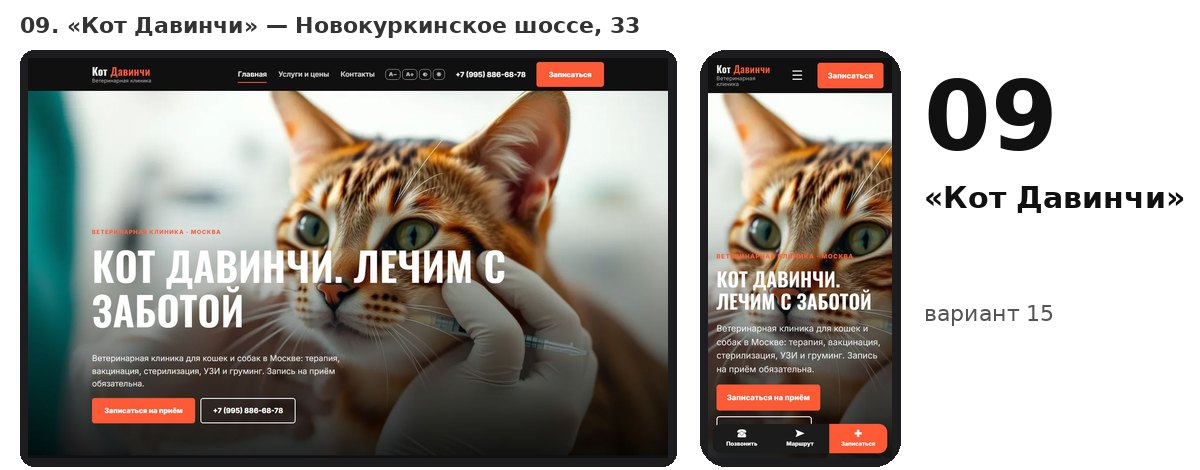 09. «Кот Давинчи» — Новокуркинское шоссе, 33
Кот Давинчи
Ветеринарная клиника
Главная Услуги и цены Контакты A− A+ +7 (995) 886-68-78 Записаться
ВЕТЕРИНАРНАЯ КЛИНИКА · МОСКВА
КОТ ДАВИНЧИ. ЛЕЧИМ С
ЗАБОТОЙ
Ветеринарная клиника для кошек и собак в Москве: терапия,
вакцинация, стерилизация, УЗИ и груминг. Запись на приём
обязательна.
Записаться на приём +7 (995) 886-68-78
Кот Давинчи
Ветеринарная
клиника
Записаться
ВЕТЕРИНАРНАЯ КЛИНИКА · МОСКВА
КОТ ДАВИНЧИ.
ЛЕЧИМ С ЗАБОТОЙ
Ветеринарная клиника для кошек и
собак в Москве: терапия, вакцинация,
стерилизация, УЗИ и груминг. Запись
на приём обязательна.
Записаться на приём
Позвонить Маршрут Записаться
09
«Кот Давинчи»
вариант 15